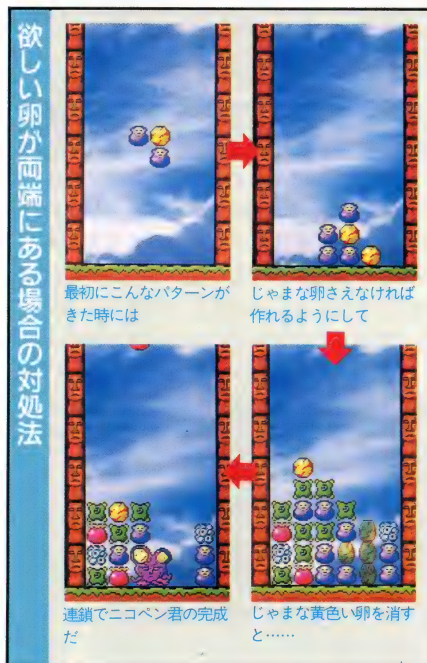 欲しい卵が両端にある場合の対処法
最初にこんなパターンが
きた時には
じゃまな卵さえなければ
作れるようにして
じゃまな黄色い卵を消す
と……
連鎖でニコペン君の完成
だ